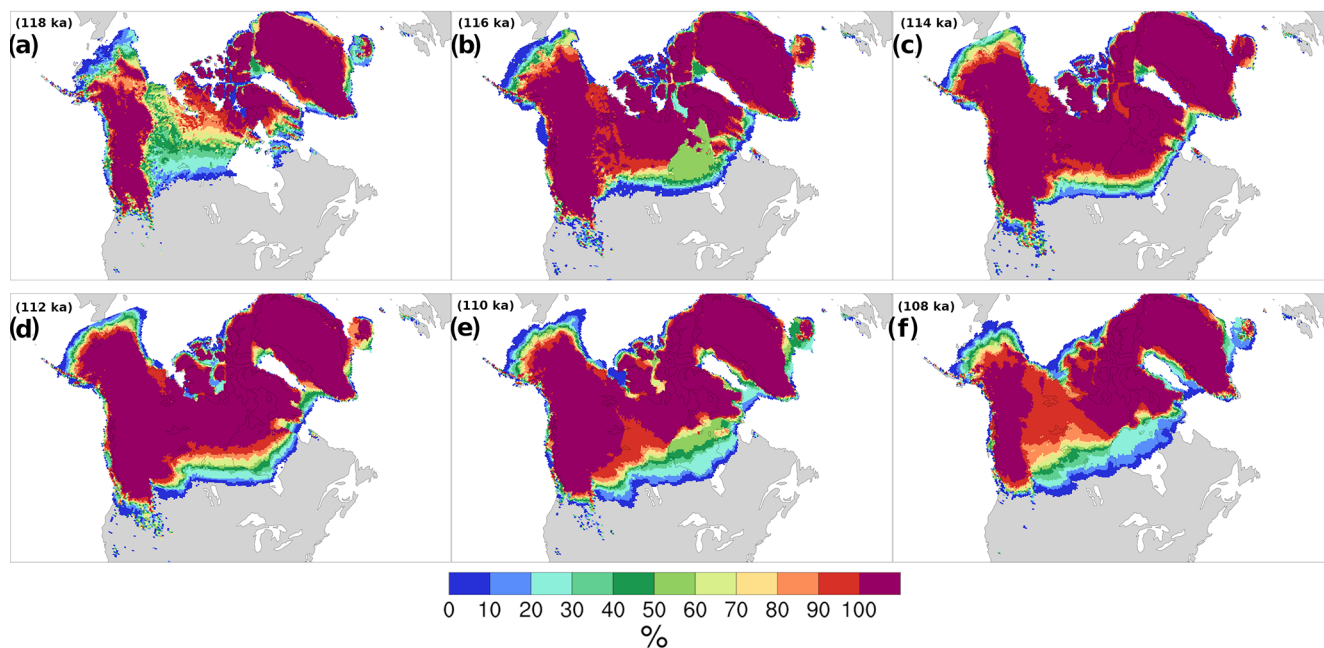 (118 ka)
(a)
(116 ka)
(b)
(114 ka)
(c)
(112 ka)
(d)
(110 ka)
(e)
(108 ka)
(f)
0 10 20 30 40 50 60 70 80 90 100
%